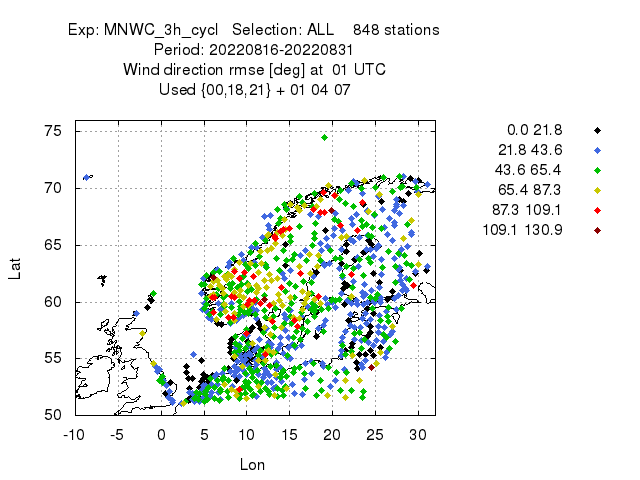 Exp: MNWC_3h_cycl   Selection: ALL    848 stations
Period: 20220816-20220831
Wind direction rmse [deg] at  01 UTC
Used {00,18,21} + 01 04 07
0.0 21.8
21.8 43.6
43.6 65.4
65.4 87.3
87.3 109.1
109.1 130.9
75
70
65
60
55
50
Lat
-10 -5 0 5 10 15 20 25 30
Lon